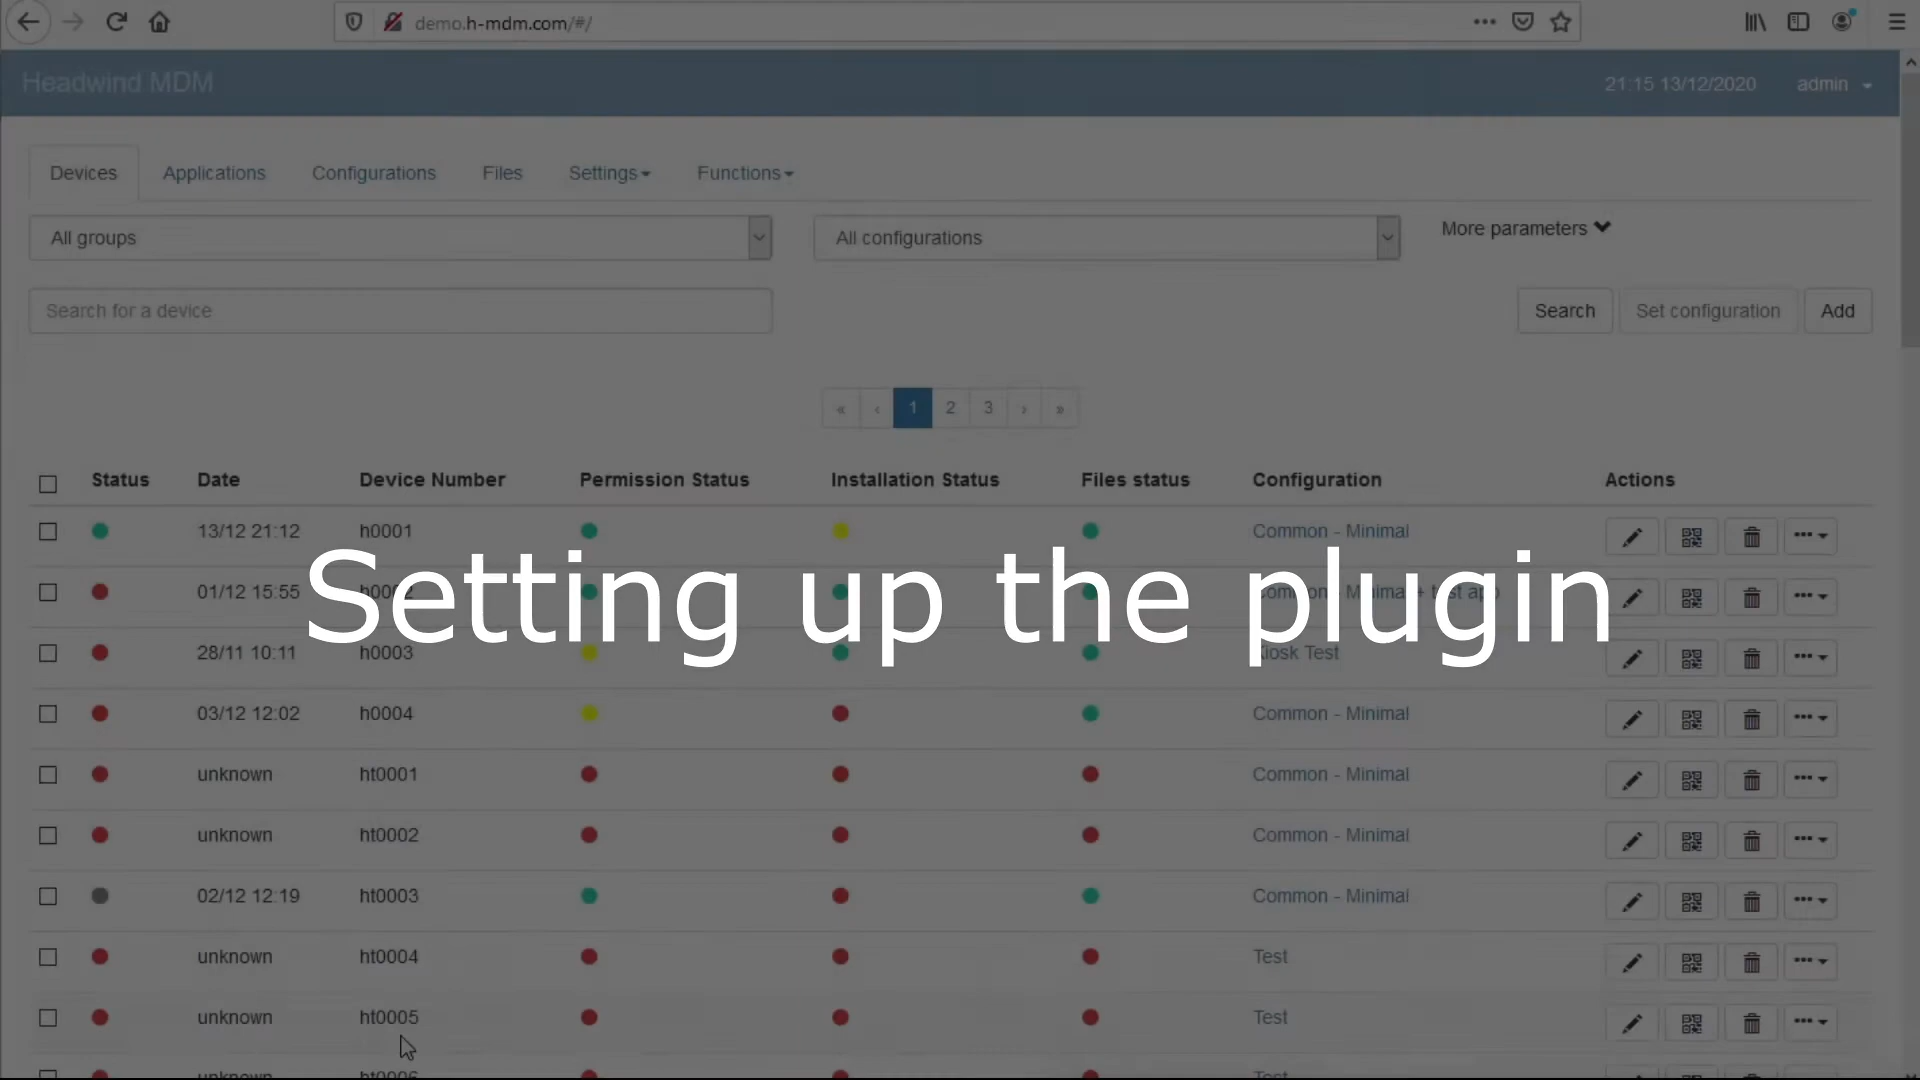 demo.h-mdm.com/#/
Headwind MDM
21:15 13/12/2020
admin
Devices
Applications
Configurations
Files
Settings
Functions
All groups
All configurations
More parameters
Search for a device
Search
Set configuration
Add
« ‹ 1 2 3 › »
Status Date Device Number Permission Status Installation Status Files status Configuration Actions
13/12 21:12 h0001 Common - Minimal
01/12 15:55 h0002 Common - Minimal + test app
Setting up the plugin
28/11 10:11 h0003 Kiosk Test
03/12 12:02 h0004 Common - Minimal
unknown ht0001 Common - Minimal
unknown ht0002 Common - Minimal
02/12 12:19 ht0003 Common - Minimal
unknown ht0004 Test
unknown ht0005 Test
unknown ht0006 Test